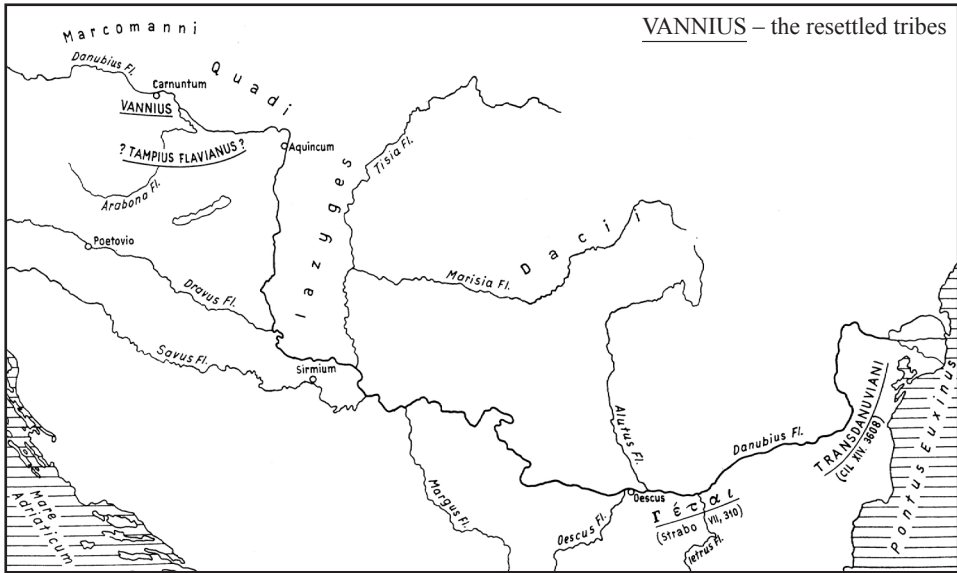 VANNIUS – the resettled tribes
Marcomanni
Danubius Fl.
Quadi
Carnuntum
VANNIUS
? TAMPIUS FLAVIANUS ?
Aquincum
Arabona Fl.
Iazyges
Tisia Fl.
Poetovio
Dravus Fl.
Dacii
Marisia Fl.
Savus Fl.
Sirmium
Alutus Fl.
Danubius Fl.
TRANSDANUVIANI
(CIL XIV. 3608)
Pontus Euxinus
Mare
Adriaticum
Margus Fl.
Oescus Fl.
Oescus
Γέται
(Strabo VII, 310)
Ietrus Fl.